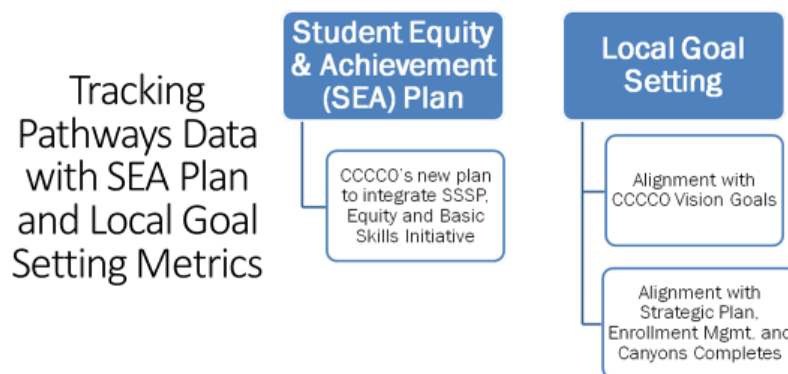 Tracking
Pathways Data
with SEA Plan
and Local Goal
Setting Metrics
Student Equity
& Achievement
(SEA) Plan
CCCCO's new plan
to integrate SSSP,
Equity and Basic
Skills Initiative
Local Goal
Setting
Alignment with
CCCCO Vision Goals
Alignment with
Strategic Plan,
Enrollment Mgmt. and
Canyons Completes